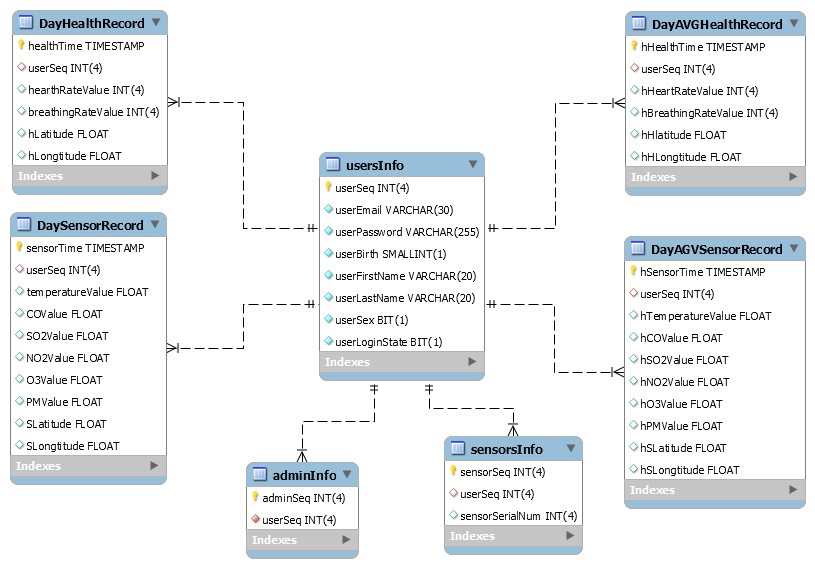 DayHealthRecord
healthTime TIMESTAMP
userSeq INT(4)
hearthRateValue INT(4)
breathingRateValue INT(4)
hLatitude FLOAT
hLongtitude FLOAT
Indexes
DaySensorRecord
sensorTime TIMESTAMP
userSeq INT(4)
temperatureValue FLOAT
COValue FLOAT
SO2Value FLOAT
NO2Value FLOAT
O3Value FLOAT
PMValue FLOAT
SLatitude FLOAT
SLongtitude FLOAT
Indexes
usersInfo
userSeq INT(4)
userEmail VARCHAR(30)
userPassword VARCHAR(255)
userBirth SMALLINT(1)
userFirstName VARCHAR(20)
userLastName VARCHAR(20)
userSex BIT(1)
userLoginState BIT(1)
Indexes
adminInfo
adminSeq INT(4)
userSeq INT(4)
Indexes
sensorsInfo
sensorSeq INT(4)
userSeq INT(4)
sensorSerialNum INT(4)
Indexes
DayAVGHealthRecord
hHealthTime TIMESTAMP
userSeq INT(4)
hHeartRateValue INT(4)
hBreathingRateValue INT(4)
hHlatitude FLOAT
hHLongtitude FLOAT
Indexes
DayAGVSensorRecord
hSensorTime TIMESTAMP
userSeq INT(4)
hTemperatureValue FLOAT
hCOValue FLOAT
hSO2Value FLOAT
hNO2Value FLOAT
hO3Value FLOAT
hPMValue FLOAT
hSLatitude FLOAT
hSLongtitude FLOAT
Indexes